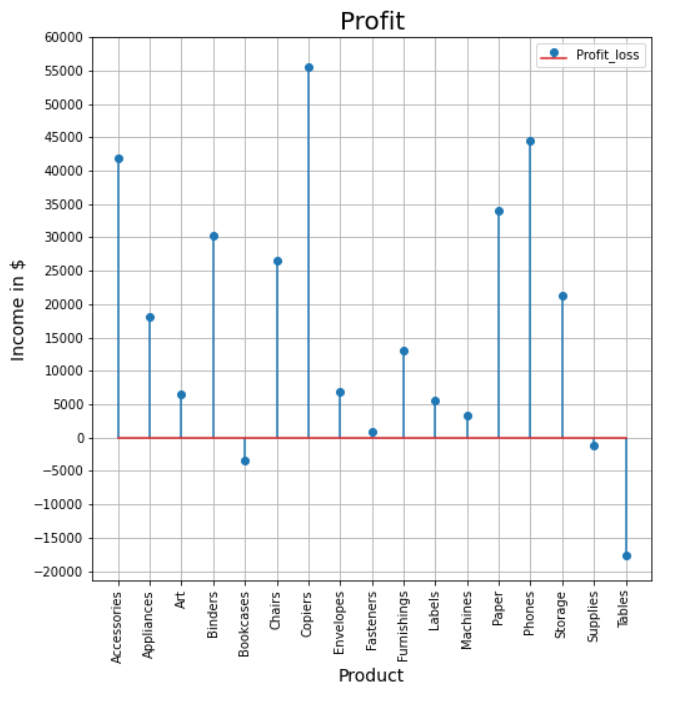 Profit
Profit_loss
60000
55000
50000
45000
40000
35000
30000
25000
20000
15000
10000
5000
0
−5000
−10000
−15000
−20000
Income in $
Accessories
Appliances
Art
Binders
Bookcases
Chairs
Copiers
Envelopes
Fasteners
Furnishings
Labels
Machines
Paper
Phones
Storage
Supplies
Tables
Product